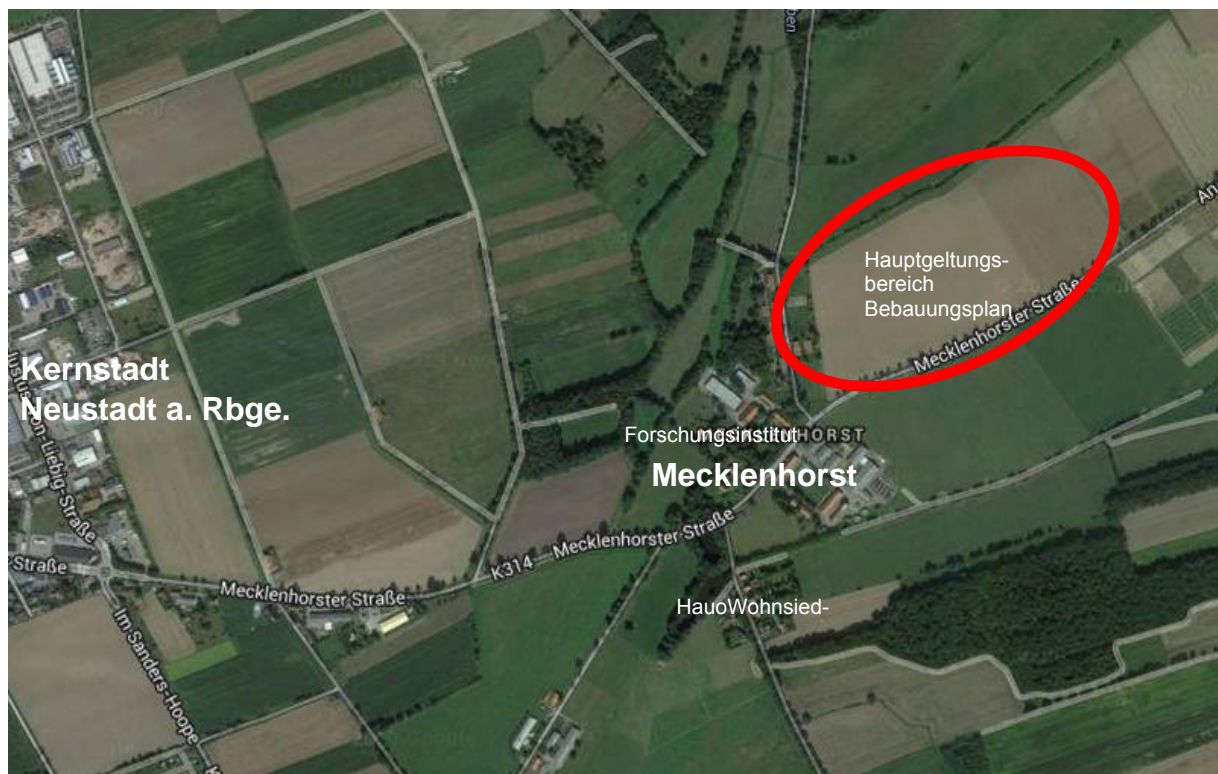 Hauptgeltungs-
bereich
Bebauungsplan
Mecklenhorster Straße
Kernstadt
Neustadt a. Rbge.
Forschungsinstitut
HORST
Mecklenhorst
K314
Mecklenhorster Straße
Straße
Mecklenhorster Straße
HauoWohnsied-
Im Sanders-Hoope